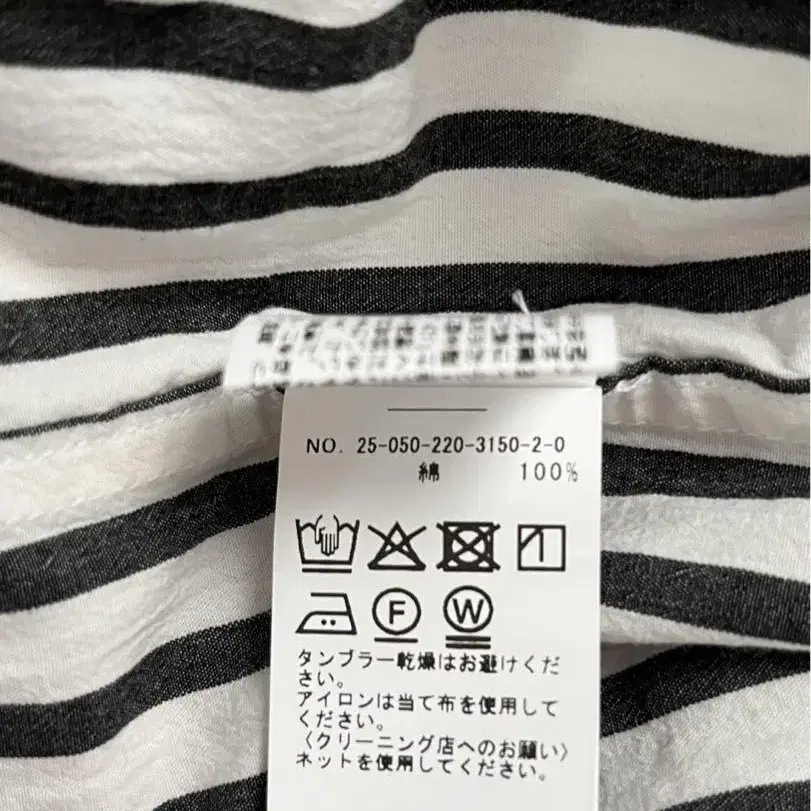 NO. 25-050-220-3150-2-0
綿 100%
F W
タンブラー乾燥はお避けくだ
さい。
アイロンは当て布を使用して
ください。
〈クリーニング店へのお願い〉
ネットを使用してください。